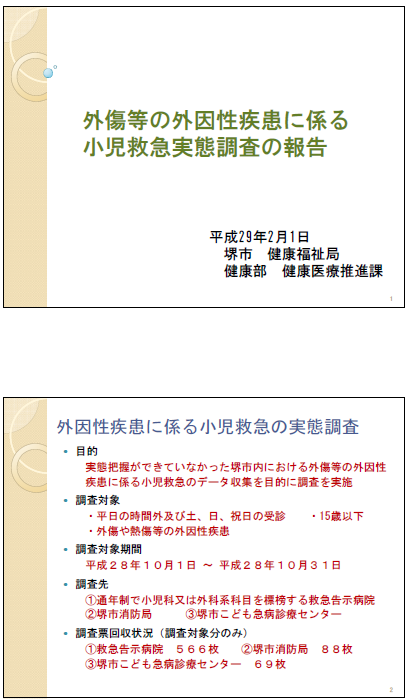 外傷等の外因性疾患に係る
小児救急実態調査の報告
平成29年2月1日
堺市　健康福祉局
健康部　健康医療推進課
1
外因性疾患に係る小児救急の実態調査
• 目的
実態把握ができていなかった堺市内における外傷等の外因性
疾患に係る小児救急のデータ収集を目的に調査を実施
• 調査対象
・平日の時間外及び土、日、祝日の受診　・15歳以下
・外傷や熱傷等の外因性疾患
• 調査対象期間
平成２８年１０月１日 ～ 平成２８年１０月３１日
• 調査先
①通年制で小児科又は外科系科目を標榜する救急告示病院
②堺市消防局　　③堺市こども急病診療センター
• 調査票回収状況（調査対象分のみ）
①救急告示病院　５６６枚　　②堺市消防局　８８枚
③堺市こども急病診療センター　６９枚
2